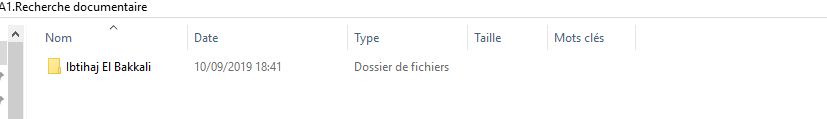 A1.Recherche documentaire
Nom Date Type Taille Mots clés
Ibtihaj El Bakkali 10/09/2019 18:41 Dossier de fichiers